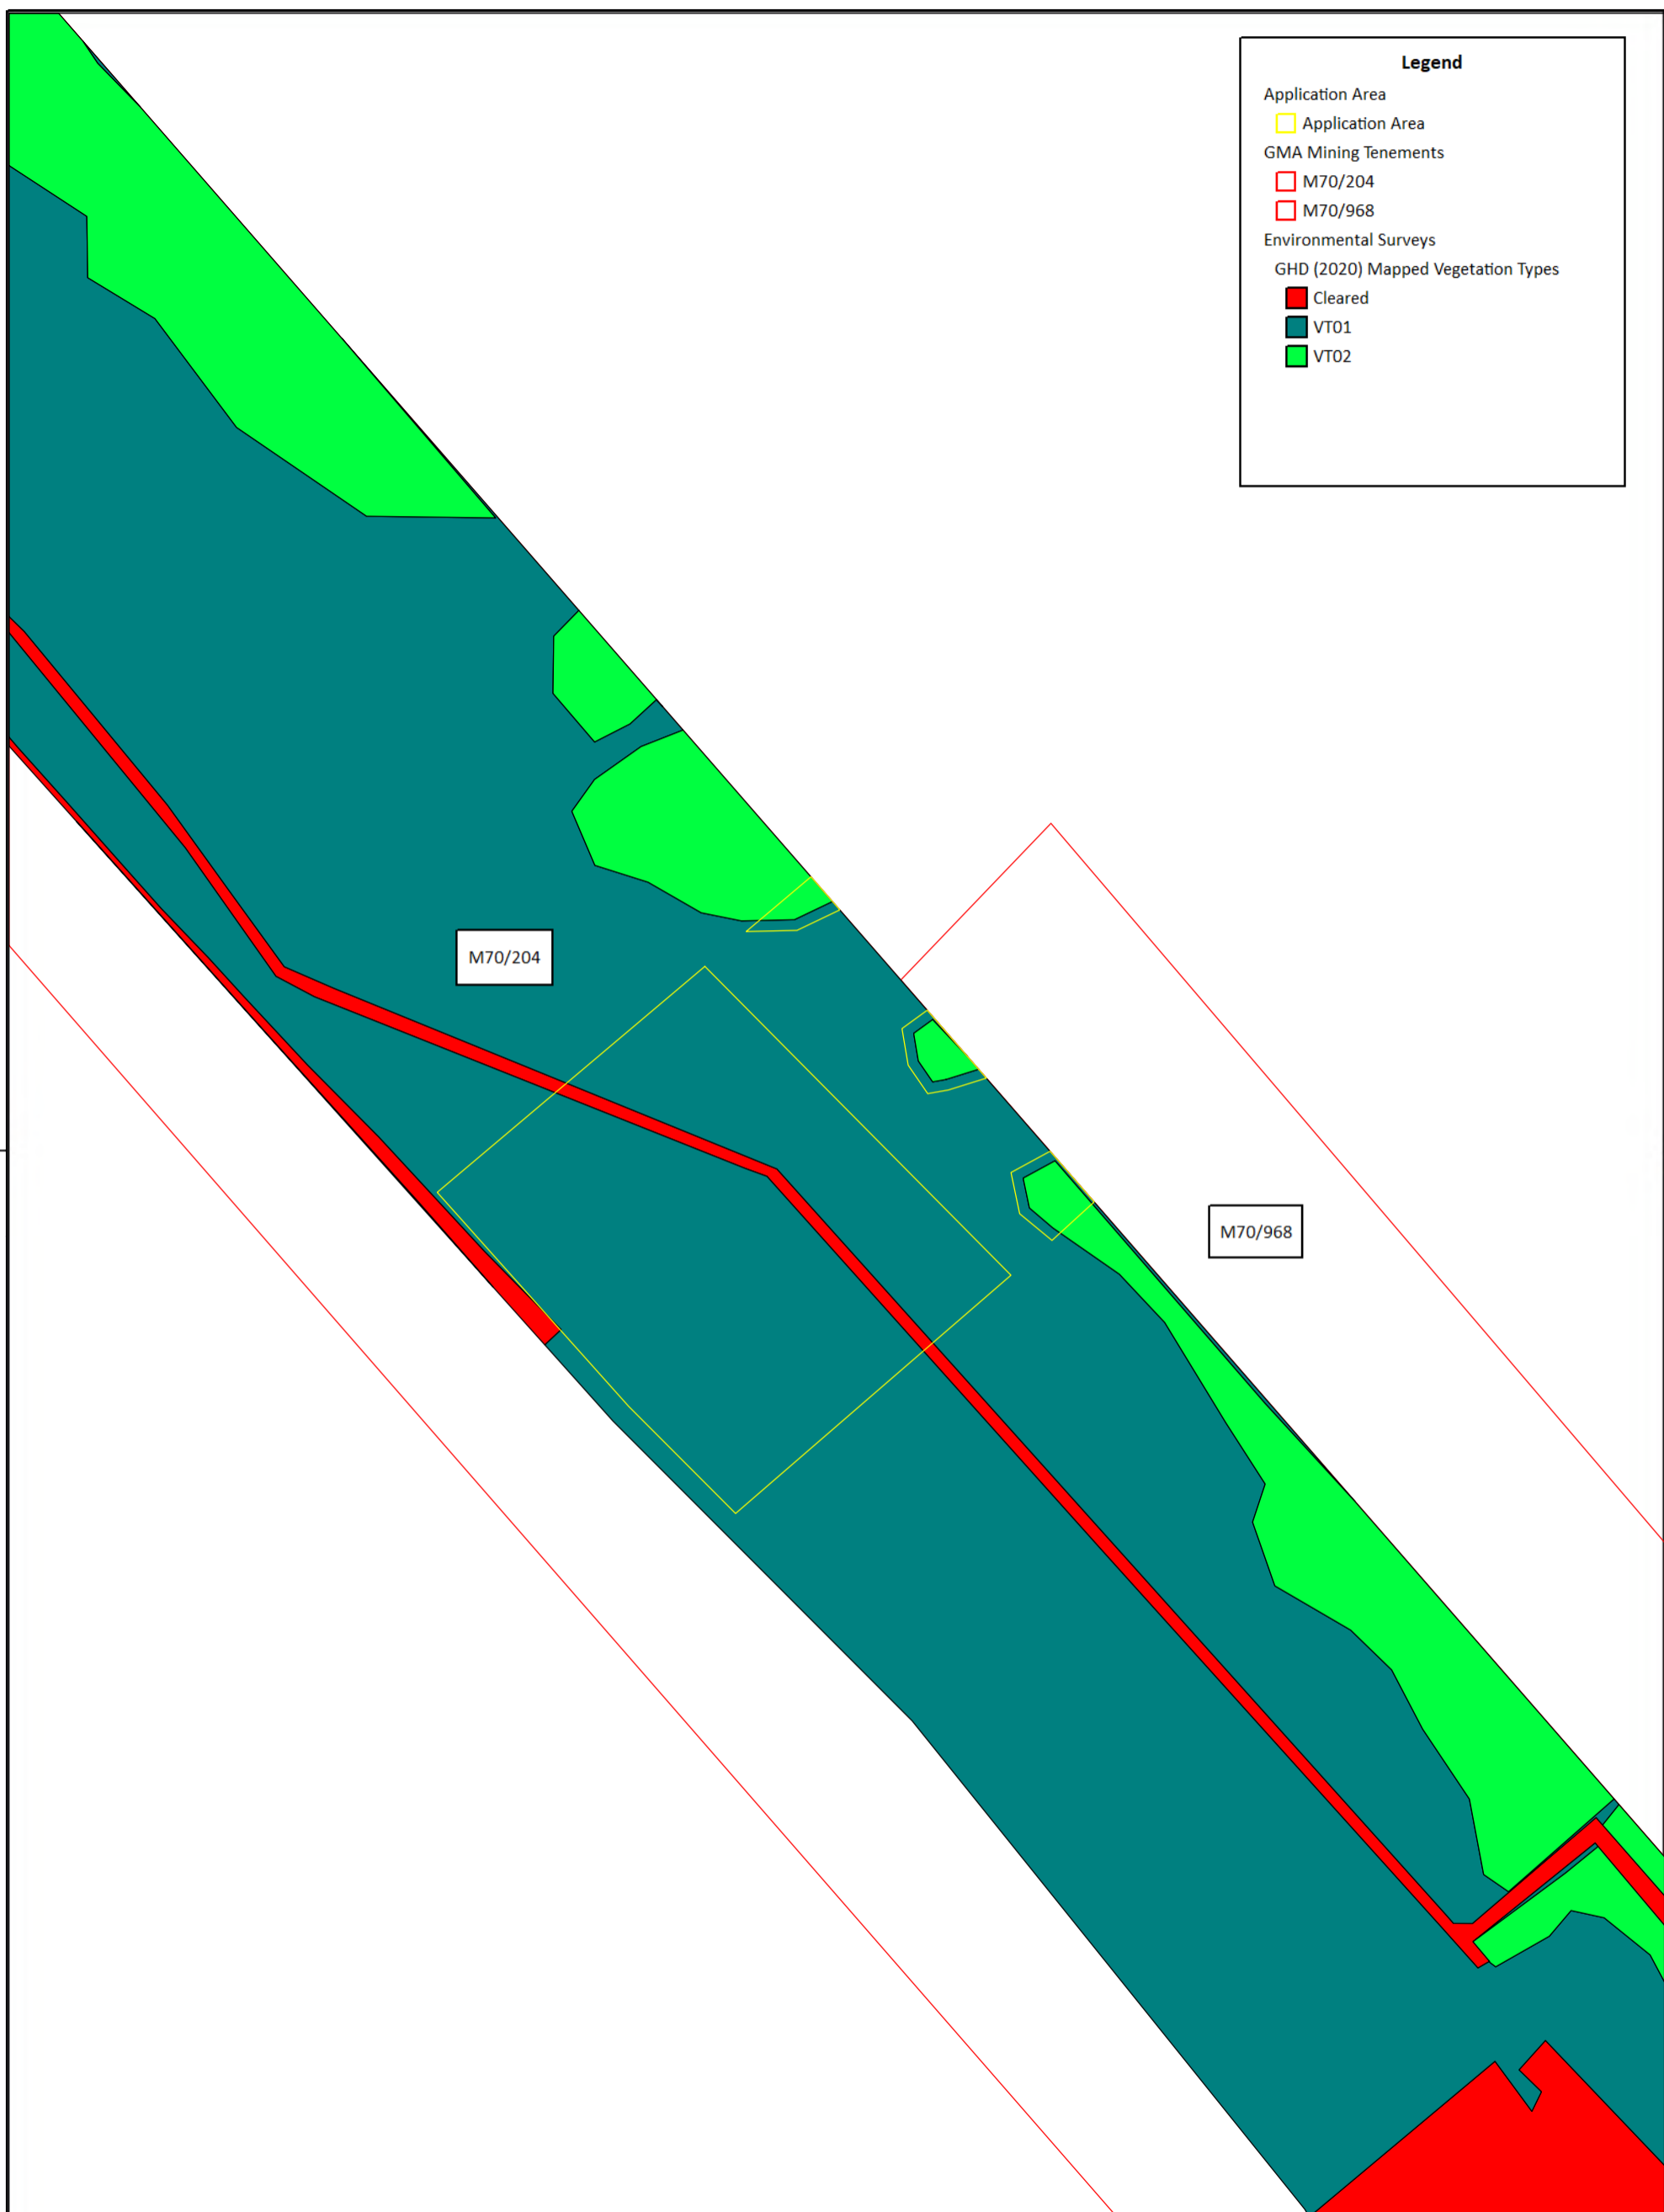 Legend
Application Area
Application Area
GMA Mining Tenements
M70/204
M70/968
Environmental Surveys
GHD (2020) Mapped Vegetation Types
Cleared
VT01
VT02
M70/204
M70/968